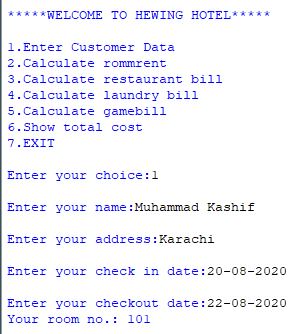 *****WELCOME TO HEWING HOTEL*****
1.Enter Customer Data
2.Calculate rommrent
3.Calculate restaurant bill
4.Calculate laundry bill
5.Calculate gamebill
6.Show total cost
7.EXIT
Enter your choice:1
Enter your name:Muhammad Kashif
Enter your address:Karachi
Enter your check in date:20-08-2020
Enter your checkout date:22-08-2020
Your room no.: 101